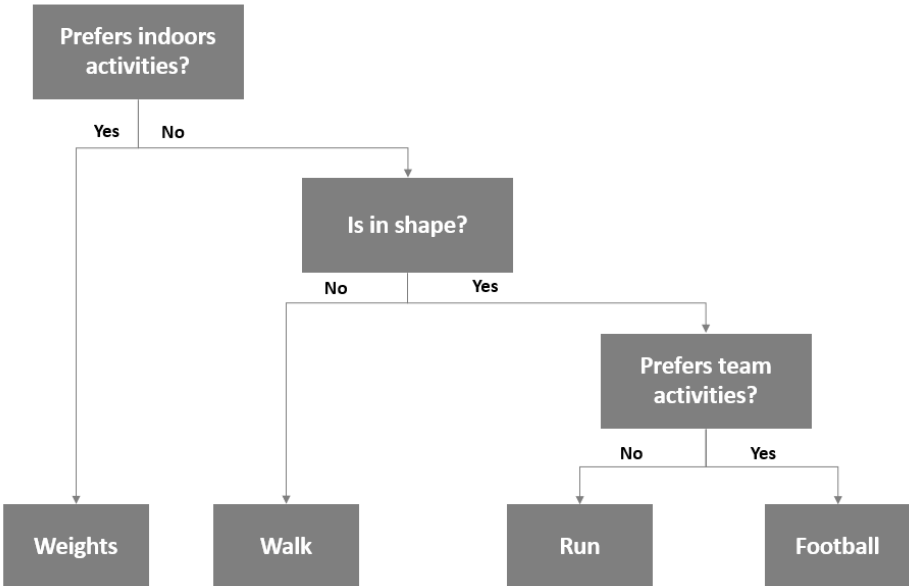 Prefers indoors
activities?
Yes No
Is in shape?
No Yes
Prefers team
activities?
No Yes
Weights Walk Run Football